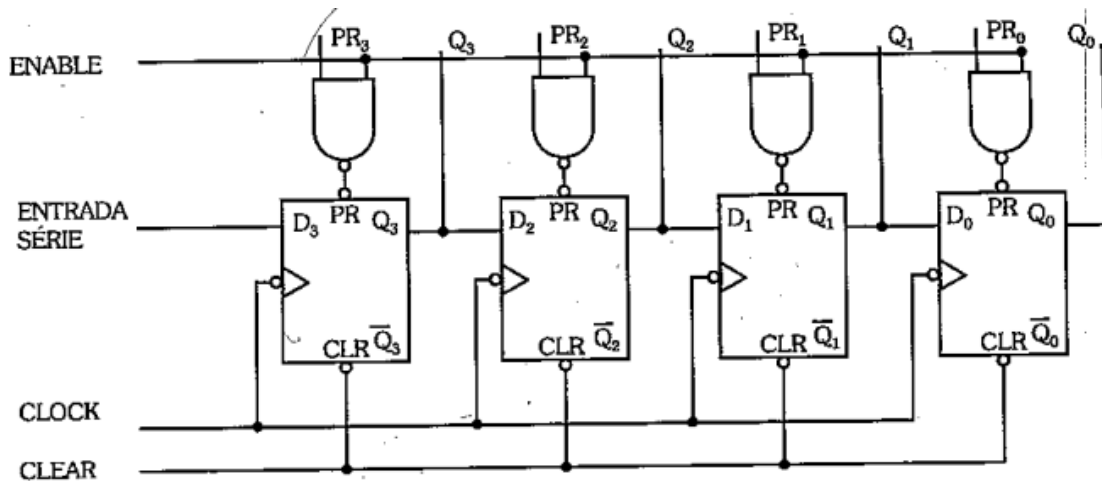 PR₃ Q₃ PR₂ Q₂ PR₁ Q₁ PR₀ Q₀
ENABLE
ENTRADA
SÉRIE
D₃ PR Q₃ D₂ PR Q₂ D₁ PR Q₁ D₀ PR Q₀
CLR Q̅₃ CLR Q̅₂ CLR Q̅₁ CLR Q̅₀
CLOCK
CLEAR